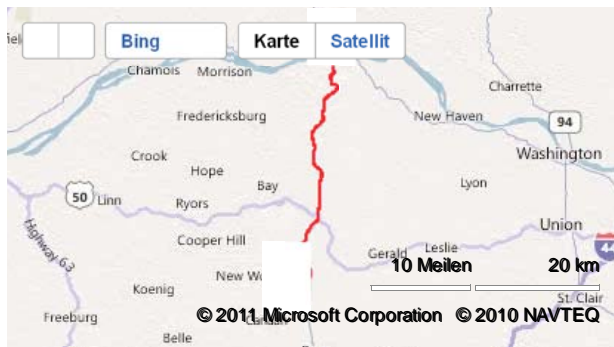 Bing Karte Satellit
Chamois Morrison
Charrette
Fredericksburg
New Haven
94
Crook
Washington
Hope
Bay
Lyon
50 Linn
Ryors
Union
Highway 63
Cooper Hill
44
Gerald Leslie
10 Meilen 20 km
New
Koenig
St. Clair
Freeburg
© 2011 Microsoft Corporation © 2010 NAVTEQ
Belle